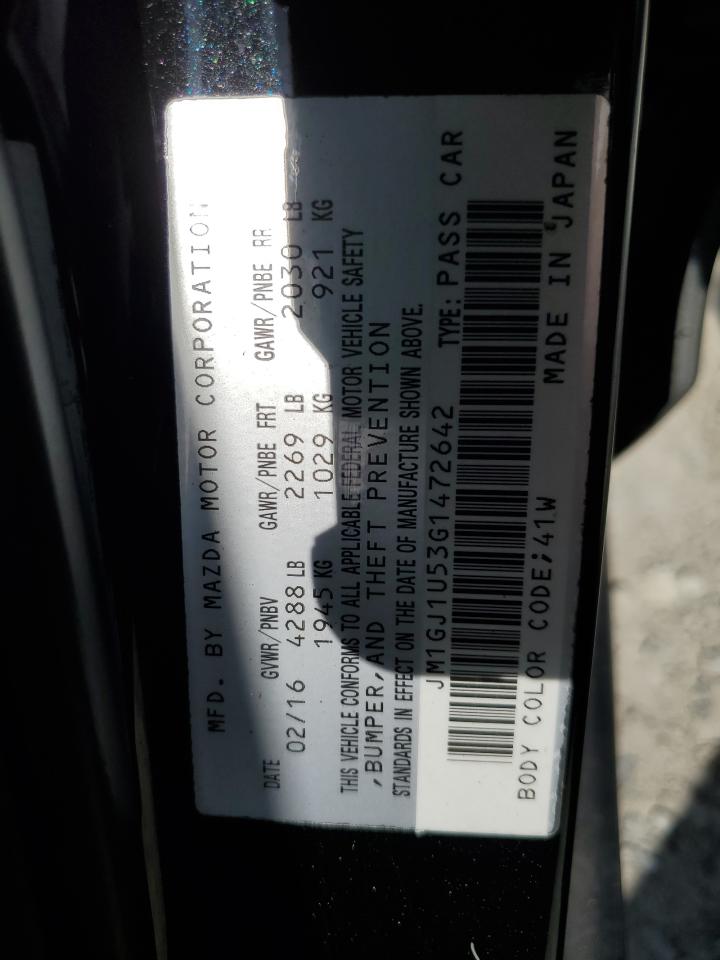 MFD. BY MAZDA MOTOR CORPORATION
DATE GVWR/PNBV GAWR/PNBE FRT GAWR/PNBE RR
02/16 4288 LB 2269 LB 2030 LB
1945 KG 1029 KG 921 KG
THIS VEHICLE CONFORMS TO ALL APPLICABLE FEDERAL MOTOR VEHICLE SAFETY
,BUMPER,AND THEFT PREVENTION
STANDARDS IN EFFECT ON THE DATE OF MANUFACTURE SHOWN ABOVE.
JM1GJ1U53G1472642 TYPE: PASS CAR
BODY COLOR CODE;41W MADE IN JAPAN